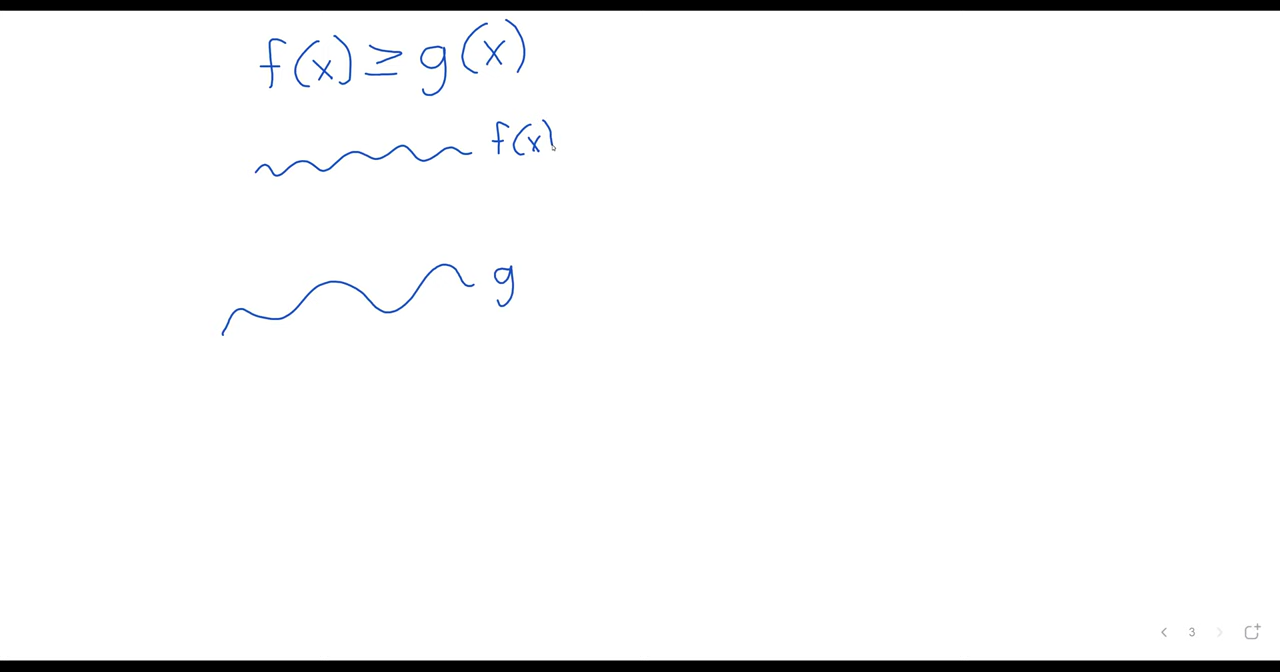 f(x) ≥ g(x)
f(x)
g
3